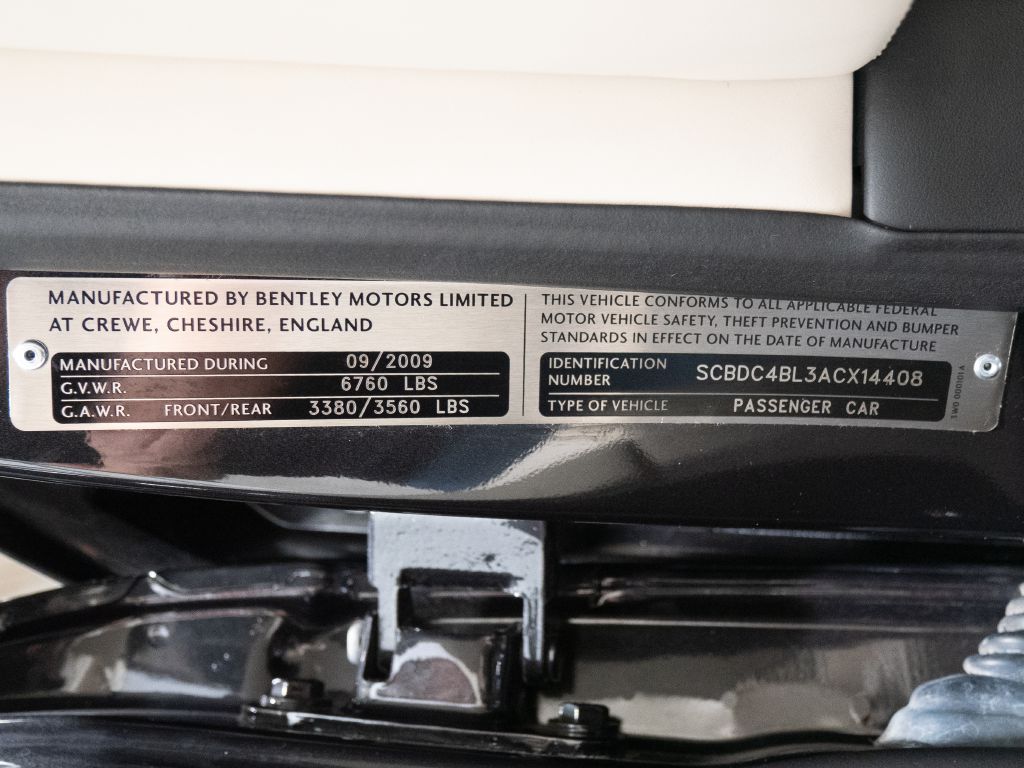 MANUFACTURED BY BENTLEY MOTORS LIMITED
AT CREWE, CHESHIRE, ENGLAND
MANUFACTURED DURING 09/2009
G.V.W.R. 6760 LBS
G.A.W.R. FRONT/REAR 3380/3560 LBS
THIS VEHICLE CONFORMS TO ALL APPLICABLE FEDERAL
MOTOR VEHICLE SAFETY, THEFT PREVENTION AND BUMPER
STANDARDS IN EFFECT ON THE DATE OF MANUFACTURE
IDENTIFICATION
NUMBER SCBDC4BL3ACX14408
TYPE OF VEHICLE PASSENGER CAR
3W0 000101A